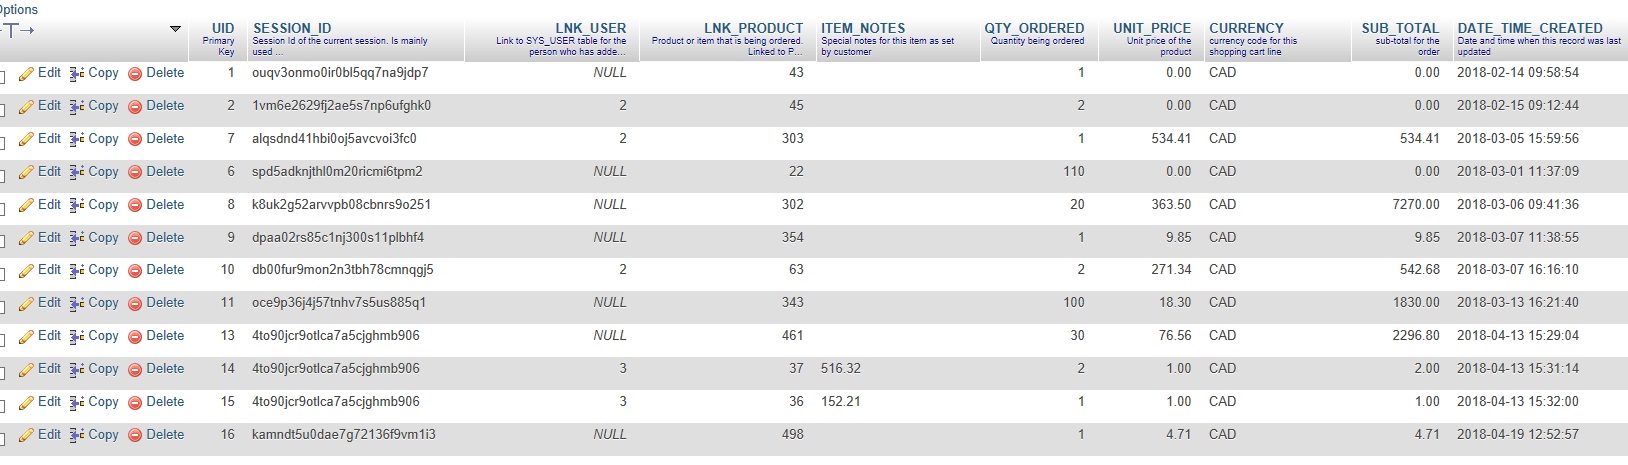 Options
UID SESSION_ID LNK_USER LNK_PRODUCT ITEM_NOTES QTY_ORDERED UNIT_PRICE CURRENCY SUB_TOTAL DATE_TIME_CREATED
Primary Session Id of the current session. Is mainly Link to SYS_USER table for the Product or item that is being ordered. Special notes for this item as set Quantity being ordered Unit price of the currency code for this sub-total for the Date and time when this record was last
Key used ... person who has adde... Linked to P... by customer product shopping cart line order updated
Edit Copy Delete 1 ouqv3onmo0ir0bl5qq7na9jdp7 NULL 43 1 0.00 CAD 0.00 2018-02-14 09:58:54
Edit Copy Delete 2 1vm6e2629fj2ae5s7np6ufghk0 2 45 2 0.00 CAD 0.00 2018-02-15 09:12:44
Edit Copy Delete 7 alqsdnd41hbi0oj5avcvoi3fc0 2 303 1 534.41 CAD 534.41 2018-03-05 15:59:56
Edit Copy Delete 6 spd5adknjthl0m20ricmi6tpm2 NULL 22 110 0.00 CAD 0.00 2018-03-01 11:37:09
Edit Copy Delete 8 k8uk2g52arvvpb08cbnrs9o251 NULL 302 20 363.50 CAD 7270.00 2018-03-06 09:41:36
Edit Copy Delete 9 dpaa02rs85c1nj300s11plbhf4 NULL 354 1 9.85 CAD 9.85 2018-03-07 11:38:55
Edit Copy Delete 10 db00fur9mon2n3tbh78cmnqgj5 2 63 2 271.34 CAD 542.68 2018-03-07 16:16:10
Edit Copy Delete 11 oce9p36j4j57tnhv7s5us885q1 NULL 343 100 18.30 CAD 1830.00 2018-03-13 16:21:40
Edit Copy Delete 13 4to90jcr9otlca7a5cjghmb906 NULL 461 30 76.56 CAD 2296.80 2018-04-13 15:29:04
Edit Copy Delete 14 4to90jcr9otlca7a5cjghmb906 3 37 516.32 2 1.00 CAD 2.00 2018-04-13 15:31:14
Edit Copy Delete 15 4to90jcr9otlca7a5cjghmb906 3 36 152.21 1 1.00 CAD 1.00 2018-04-13 15:32:00
Edit Copy Delete 16 kamndt5u0dae7g72136f9vm1i3 NULL 498 1 4.71 CAD 4.71 2018-04-19 12:52:57